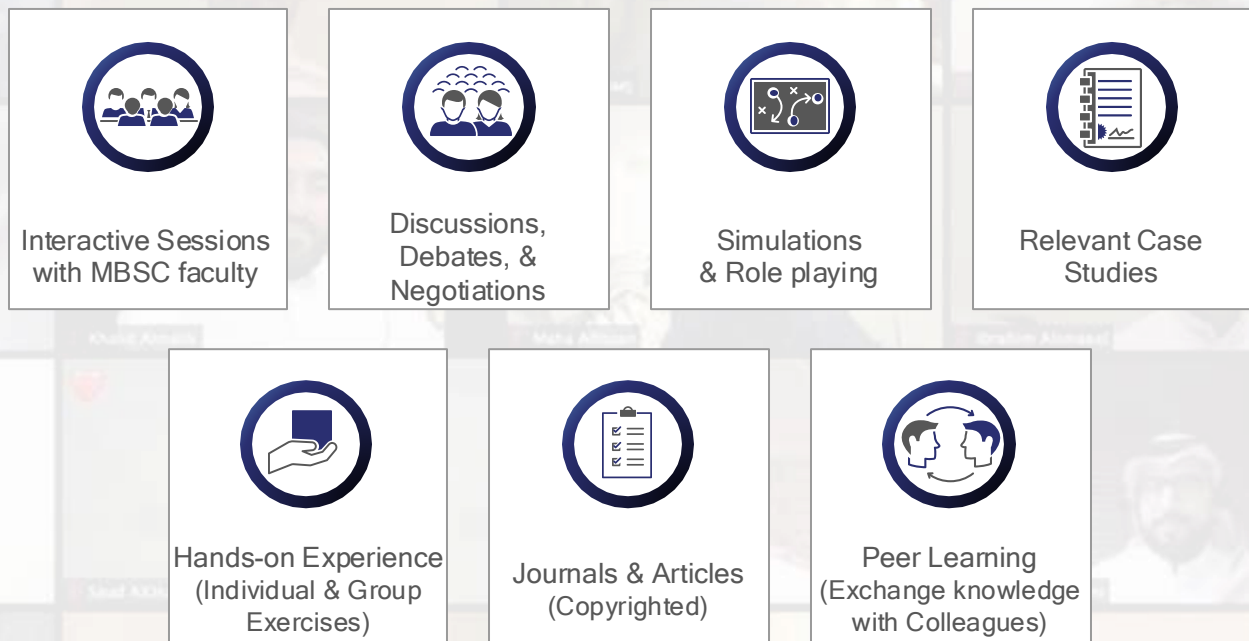 Interactive Sessions
with MBSC faculty
Discussions,
Debates, &
Negotiations
Simulations
& Role playing
Relevant Case
Studies
Hands-on Experience
(Individual & Group
Exercises)
Journals & Articles
(Copyrighted)
Peer Learning
(Exchange knowledge
with Colleagues)